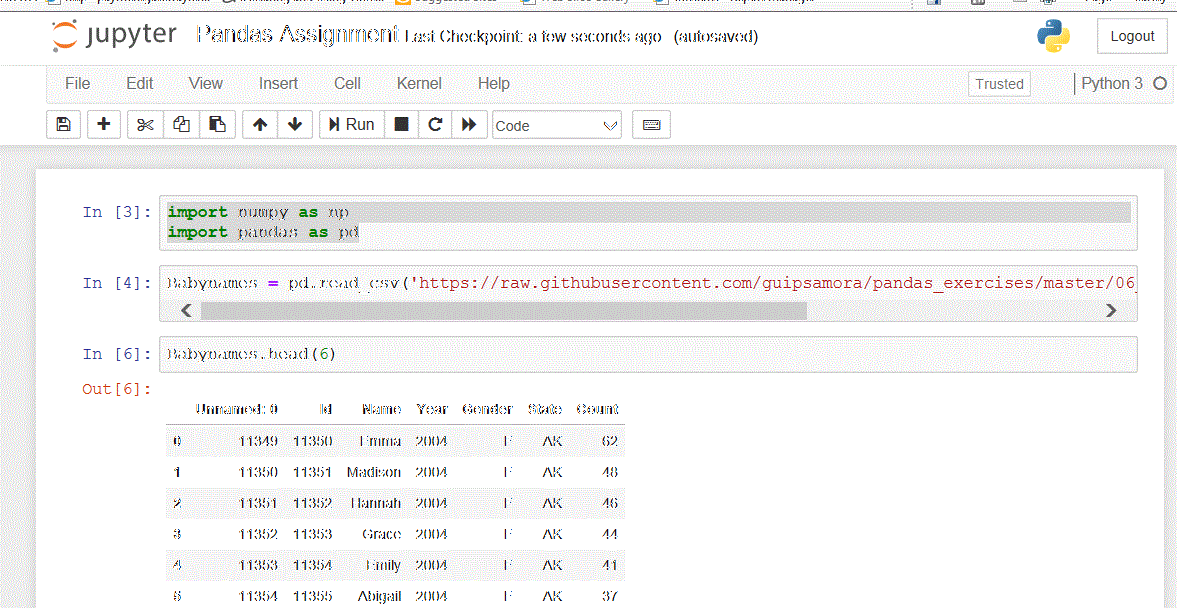 jupyter Pandas Assignment Last Checkpoint: a few seconds ago (autosaved) Logout
File Edit View Insert Cell Kernel Help Trusted Python 3
Run Code
In [3]: import numpy as np
import pandas as pd
In [4]: Babynames = pd.read_csv('https://raw.githubusercontent.com/guipsamora/pandas_exercises/master/06_
In [6]: Babynames.head(6)
Out[6]:
Unnamed: 0 Id Name Year Gender State Count
0 11349 11350 Emma 2004 F AK 62
1 11350 11351 Madison 2004 F AK 48
2 11351 11352 Hannah 2004 F AK 46
3 11352 11353 Grace 2004 F AK 44
4 11353 11354 Emily 2004 F AK 41
5 11354 11355 Abigail 2004 F AK 37